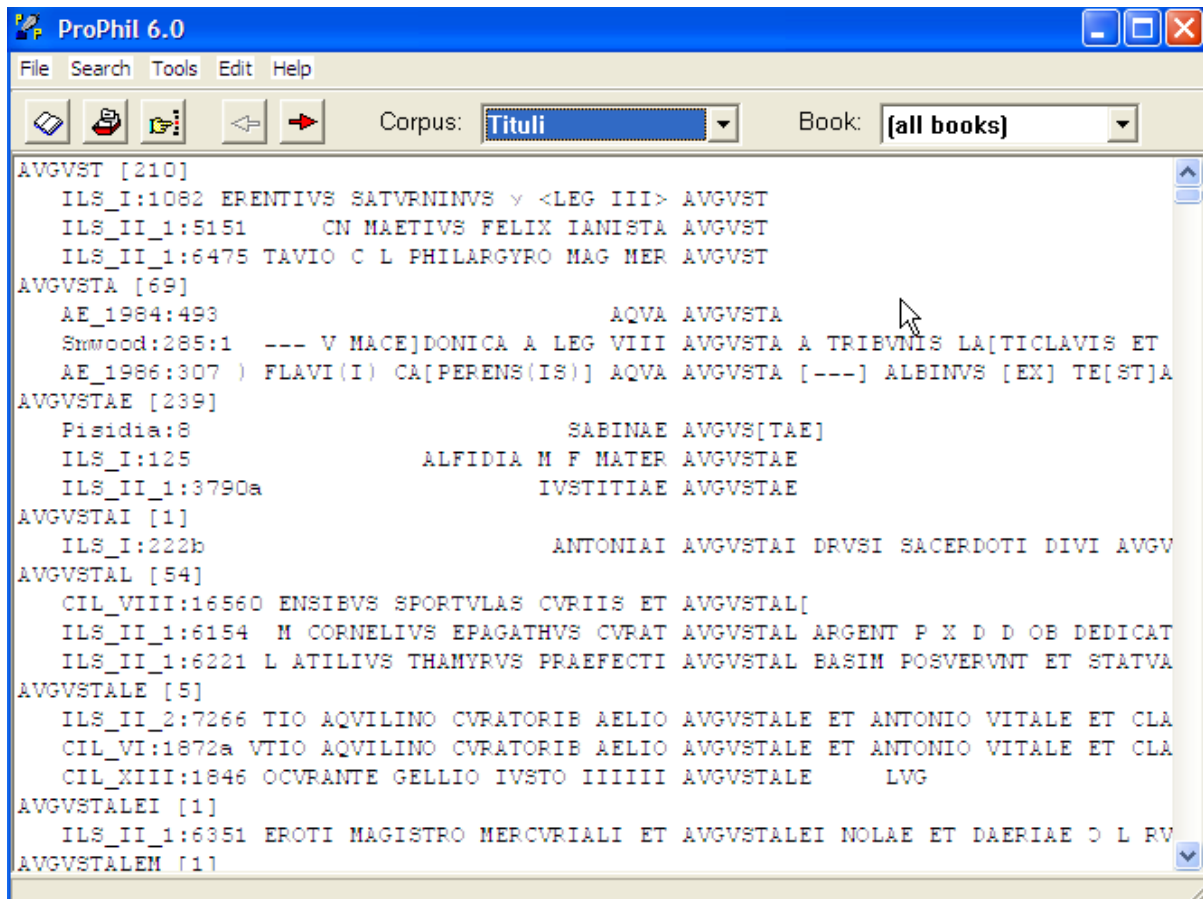 ProPhil 6.0
File Search Tools Edit Help
Corpus: Tituli Book: (all books)
AVGVST [210]
ILS_I:1082 ERENTIVS SATVRNINVS y <LEG III> AVGVST
ILS_II_1:5151 CN MAETIVS FELIX IANISTA AVGVST
ILS_II_1:6475 TAVIO C L PHILARGYRO MAG MER AVGVST
AVGVSTA [69]
AE_1984:493 AQVA AVGVSTA
Smwood:285:1 --- V MACE]DONICA A LEG VIII AVGVSTA A TRIBVNIS LA[TICLAVIS ET
AE_1986:307 ) FLAVI(I) CA[PERENS(IS)] AQVA AVGVSTA [---] ALBINVS [EX] TE[ST]A
AVGVSTAE [239]
Pisidia:8 SABINAE AVGVS[TAE]
ILS_I:125 ALFIDIA M F MATER AVGVSTAE
ILS_II_1:3790a IVSTITIAE AVGVSTAE
AVGVSTAI [1]
ILS_I:222b ANTONIAI AVGVSTAI DRVSI SACERDOTI DIVI AVGV
AVGVSTAL [54]
CIL_VIII:16560 ENSIBVS SPORTVLAS CVRIIS ET AVGVSTAL[
ILS_II_1:6154 M CORNELIVS EPAGATHVS CVRAT AVGVSTAL ARGENT P X D D OB DEDICAT
ILS_II_1:6221 L ATILIVS THAMYRVS PRAEFECTI AVGVSTAL BASIM POSVERVNT ET STATVA
AVGVSTALE [5]
ILS_II_2:7266 TIO AQVILINO CVRATORIB AELIO AVGVSTALE ET ANTONIO VITALE ET CLA
CIL_VI:1872a VTIO AQVILINO CVRATORIB AELIO AVGVSTALE ET ANTONIO VITALE ET CLA
CIL_XIII:1846 OCVRANTE GELLIO IVSTO IIIIII AVGVSTALE LVG
AVGVSTALEI [1]
ILS_II_1:6351 EROTI MAGISTRO MERCVRIALI ET AVGVSTALEI NOLAE ET DAERIAE Ɔ L RV
AVGVSTALEM [1]